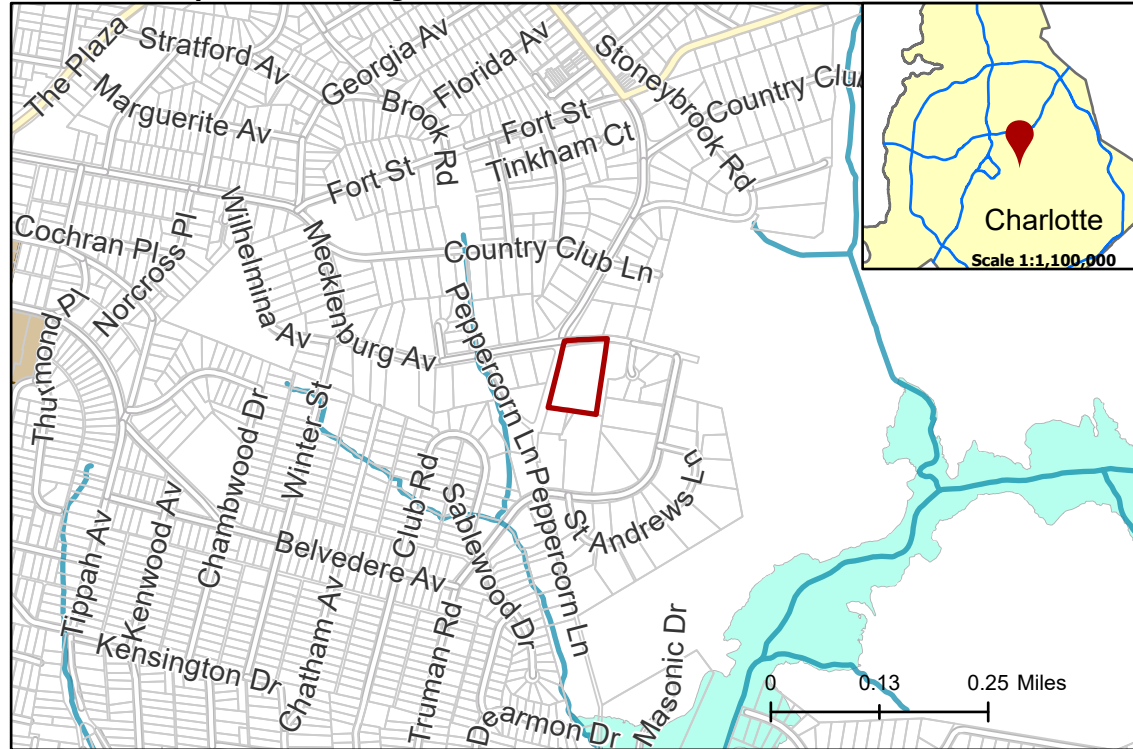 The Plaza
Stratford Av
Georgia Av
Florida Av
Stoneybrook Rd
Country Clu
Marguerite Av
Brook Rd
Fort St
Tinkham Ct
Fort St
Charlotte
Scale 1:1,100,000
Cochran Pl
Norcross Pl
Wilhelmina Av
Mecklenburg Av
Country Club Ln
Thurmond Pl
Peppercorn Ln
Chambwood Dr
Winter St
Club Rd
Sablewood Dr
Peppercorn Ln
St Andrews Ln
Tippah Av
Kenwood Av
Belvedere Av
Kensington Dr
Chatham Av
Truman Rd
Dearmon Dr
Masonic Dr
0 0.13 0.25 Miles